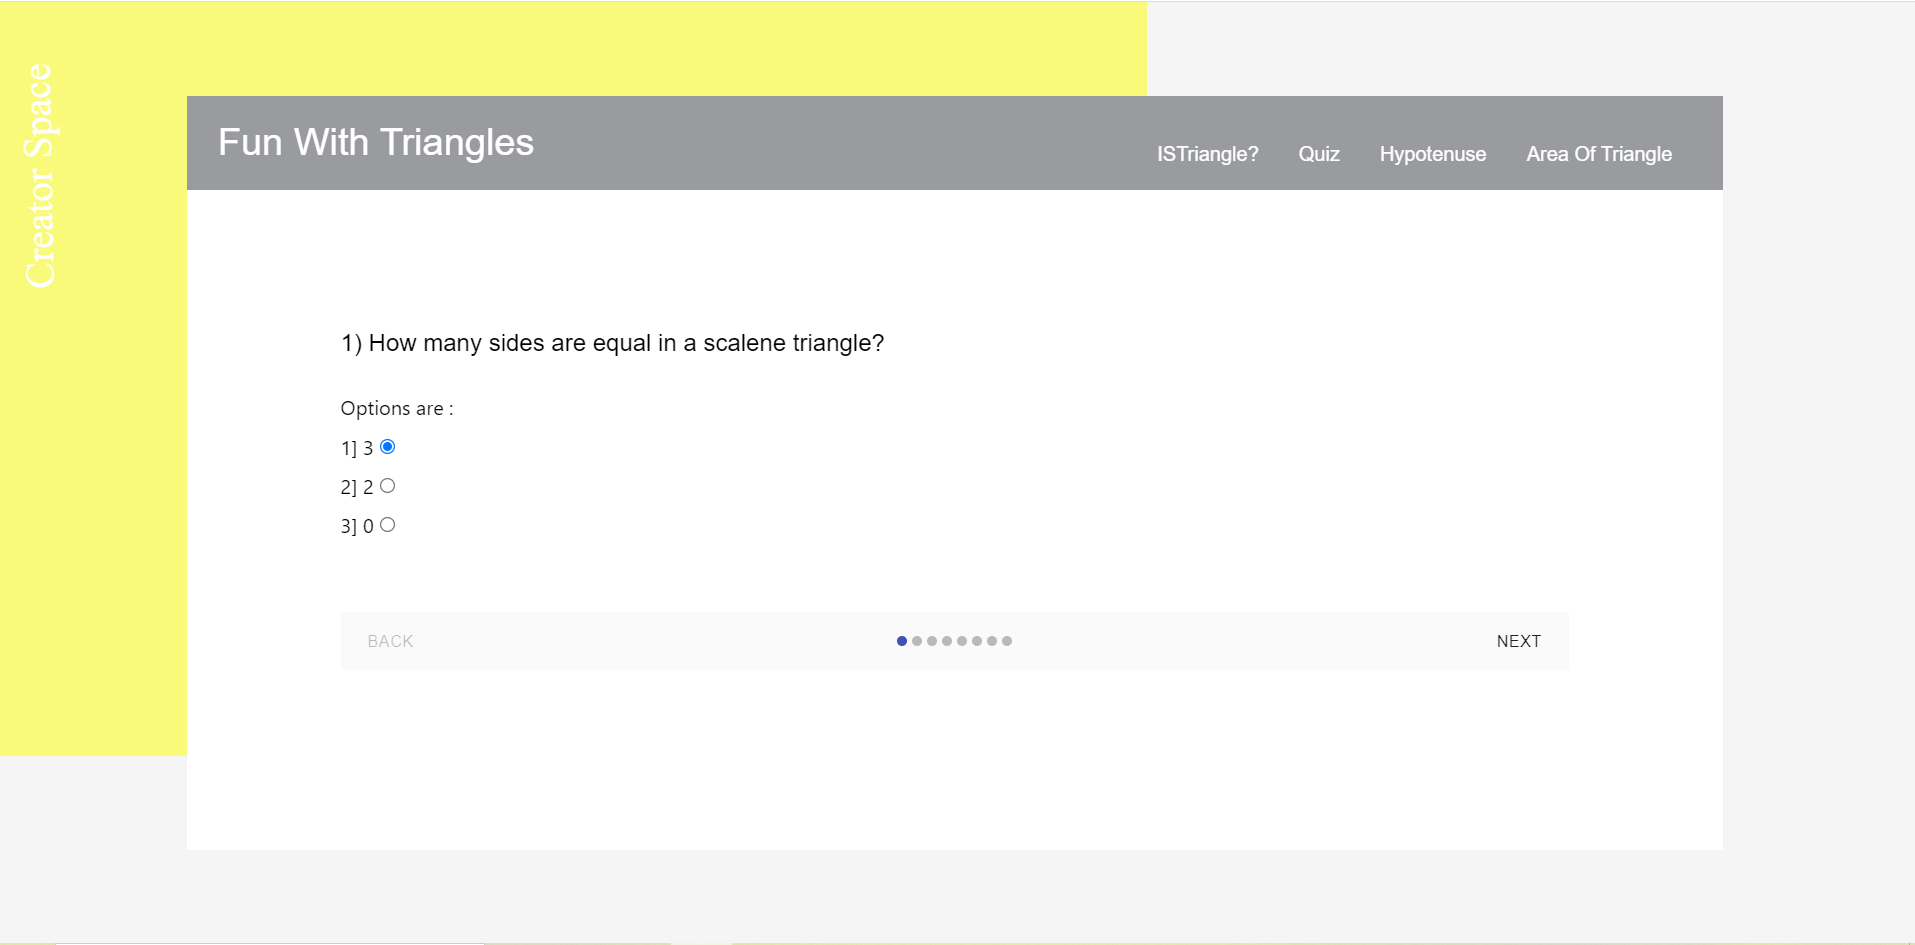 Creator Space
Fun With Triangles
ISTriangle? Quiz Hypotenuse Area Of Triangle
1) How many sides are equal in a scalene triangle?
Options are :
1] 3
2] 2
3] 0
BACK NEXT